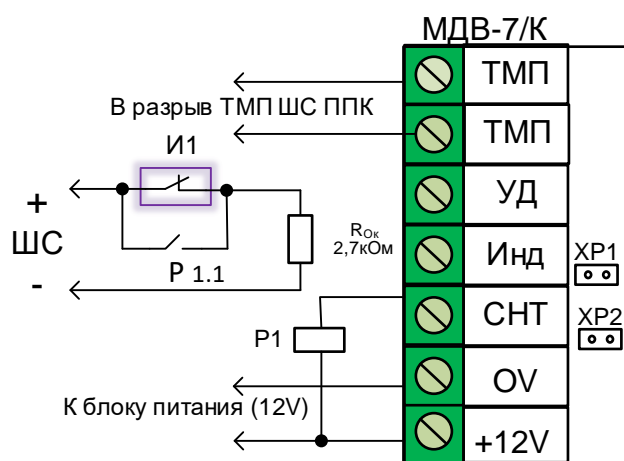 МДВ-7/К
ТМП
В разрыв ТМП ШС ППК
ТМП
И1
УД
+
ШС
-
Rок
2,7кОм
Инд
XP1
Р 1.1
СНТ
XP2
Р1
OV
К блоку питания (12V)
+12V